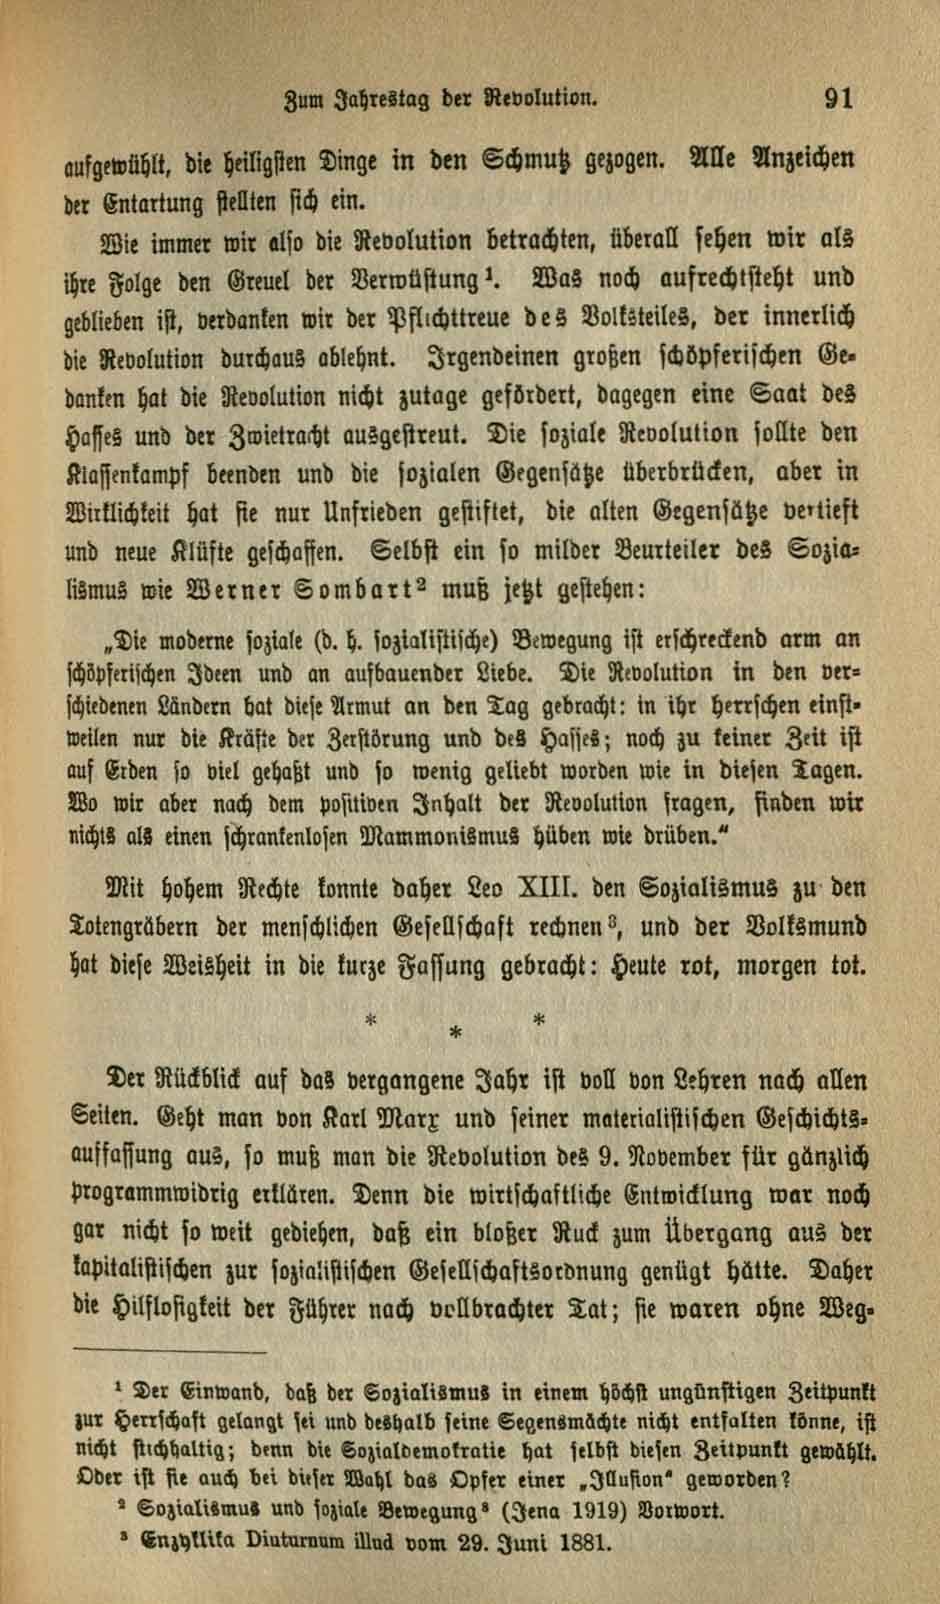 Zum Jahrestag der Revolution. 91
aufgewühlt, die heiligsten Dinge in den Schmutz gezogen. Alle Anzeichen
der Entartung stellten sich ein.
Wie immer wir also die Revolution betrachten, überall sehen wir als
ihre Folge den Greuel der Verwüstung¹. Was noch aufrechtsteht und
geblieben ist, verdanken wir der Pflichttreue des Volksteiles, der innerlich
die Revolution durchaus ablehnt. Irgendeinen großen schöpferischen Ge-
danken hat die Revolution nicht zutage gefördert, dagegen eine Saat des
Hasses und der Zwietracht ausgestreut. Die soziale Revolution sollte den
Klassenkampf beenden und die sozialen Gegensätze überbrücken, aber in
Wirklichkeit hat sie nur Unfrieden gestiftet, die alten Gegensätze vertieft
und neue Klüfte geschaffen. Selbst ein so milder Beurteiler des Sozia-
lismus wie Werner Sombart² muß jetzt gestehen:
„Die moderne soziale (d. h. sozialistische) Bewegung ist erschreckend arm an
schöpferischen Ideen und an aufbauender Liebe. Die Revolution in den ver-
schiedenen Ländern hat diese Armut an den Tag gebracht: in ihr herrschen einst-
weilen nur die Kräfte der Zerstörung und des Hasses; noch zu keiner Zeit ist
auf Erden so viel gehaßt und so wenig geliebt worden wie in diesen Tagen.
Wo wir aber nach dem positiven Inhalt der Revolution fragen, finden wir
nichts als einen schrankenlosen Mammonismus hüben wie drüben.“
Mit hohem Rechte konnte daher Leo XIII. den Sozialismus zu den
Totengräbern der menschlichen Gesellschaft rechnen³, und der Volksmund
hat diese Weisheit in die kurze Fassung gebracht: Heute rot, morgen tot.
* * *
Der Rückblick auf das vergangene Jahr ist voll von Lehren nach allen
Seiten. Geht man von Karl Marx und seiner materialistischen Geschichts-
auffassung aus, so muß man die Revolution des 9. November für gänzlich
programmwidrig erklären. Denn die wirtschaftliche Entwicklung war noch
gar nicht so weit gediehen, daß ein bloßer Ruck zum Übergang aus der
kapitalistischen zur sozialistischen Gesellschaftsordnung genügt hätte. Daher
die Hilflosigkeit der Führer nach vollbrachter Tat; sie waren ohne Weg-
¹ Der Einwand, daß der Sozialismus in einem höchst ungünstigen Zeitpunkt
zur Herrschaft gelangt sei und deshalb seine Segensmächte nicht entfalten könne, ist
nicht stichhaltig; denn die Sozialdemokratie hat selbst diesen Zeitpunkt gewählt.
Oder ist sie auch bei dieser Wahl das Opfer einer „Illusion“ geworden?
² Sozialismus und soziale Bewegung⁸ (Jena 1919) Vorwort.
³ Enzyklika Diuturnum illud vom 29. Juni 1881.